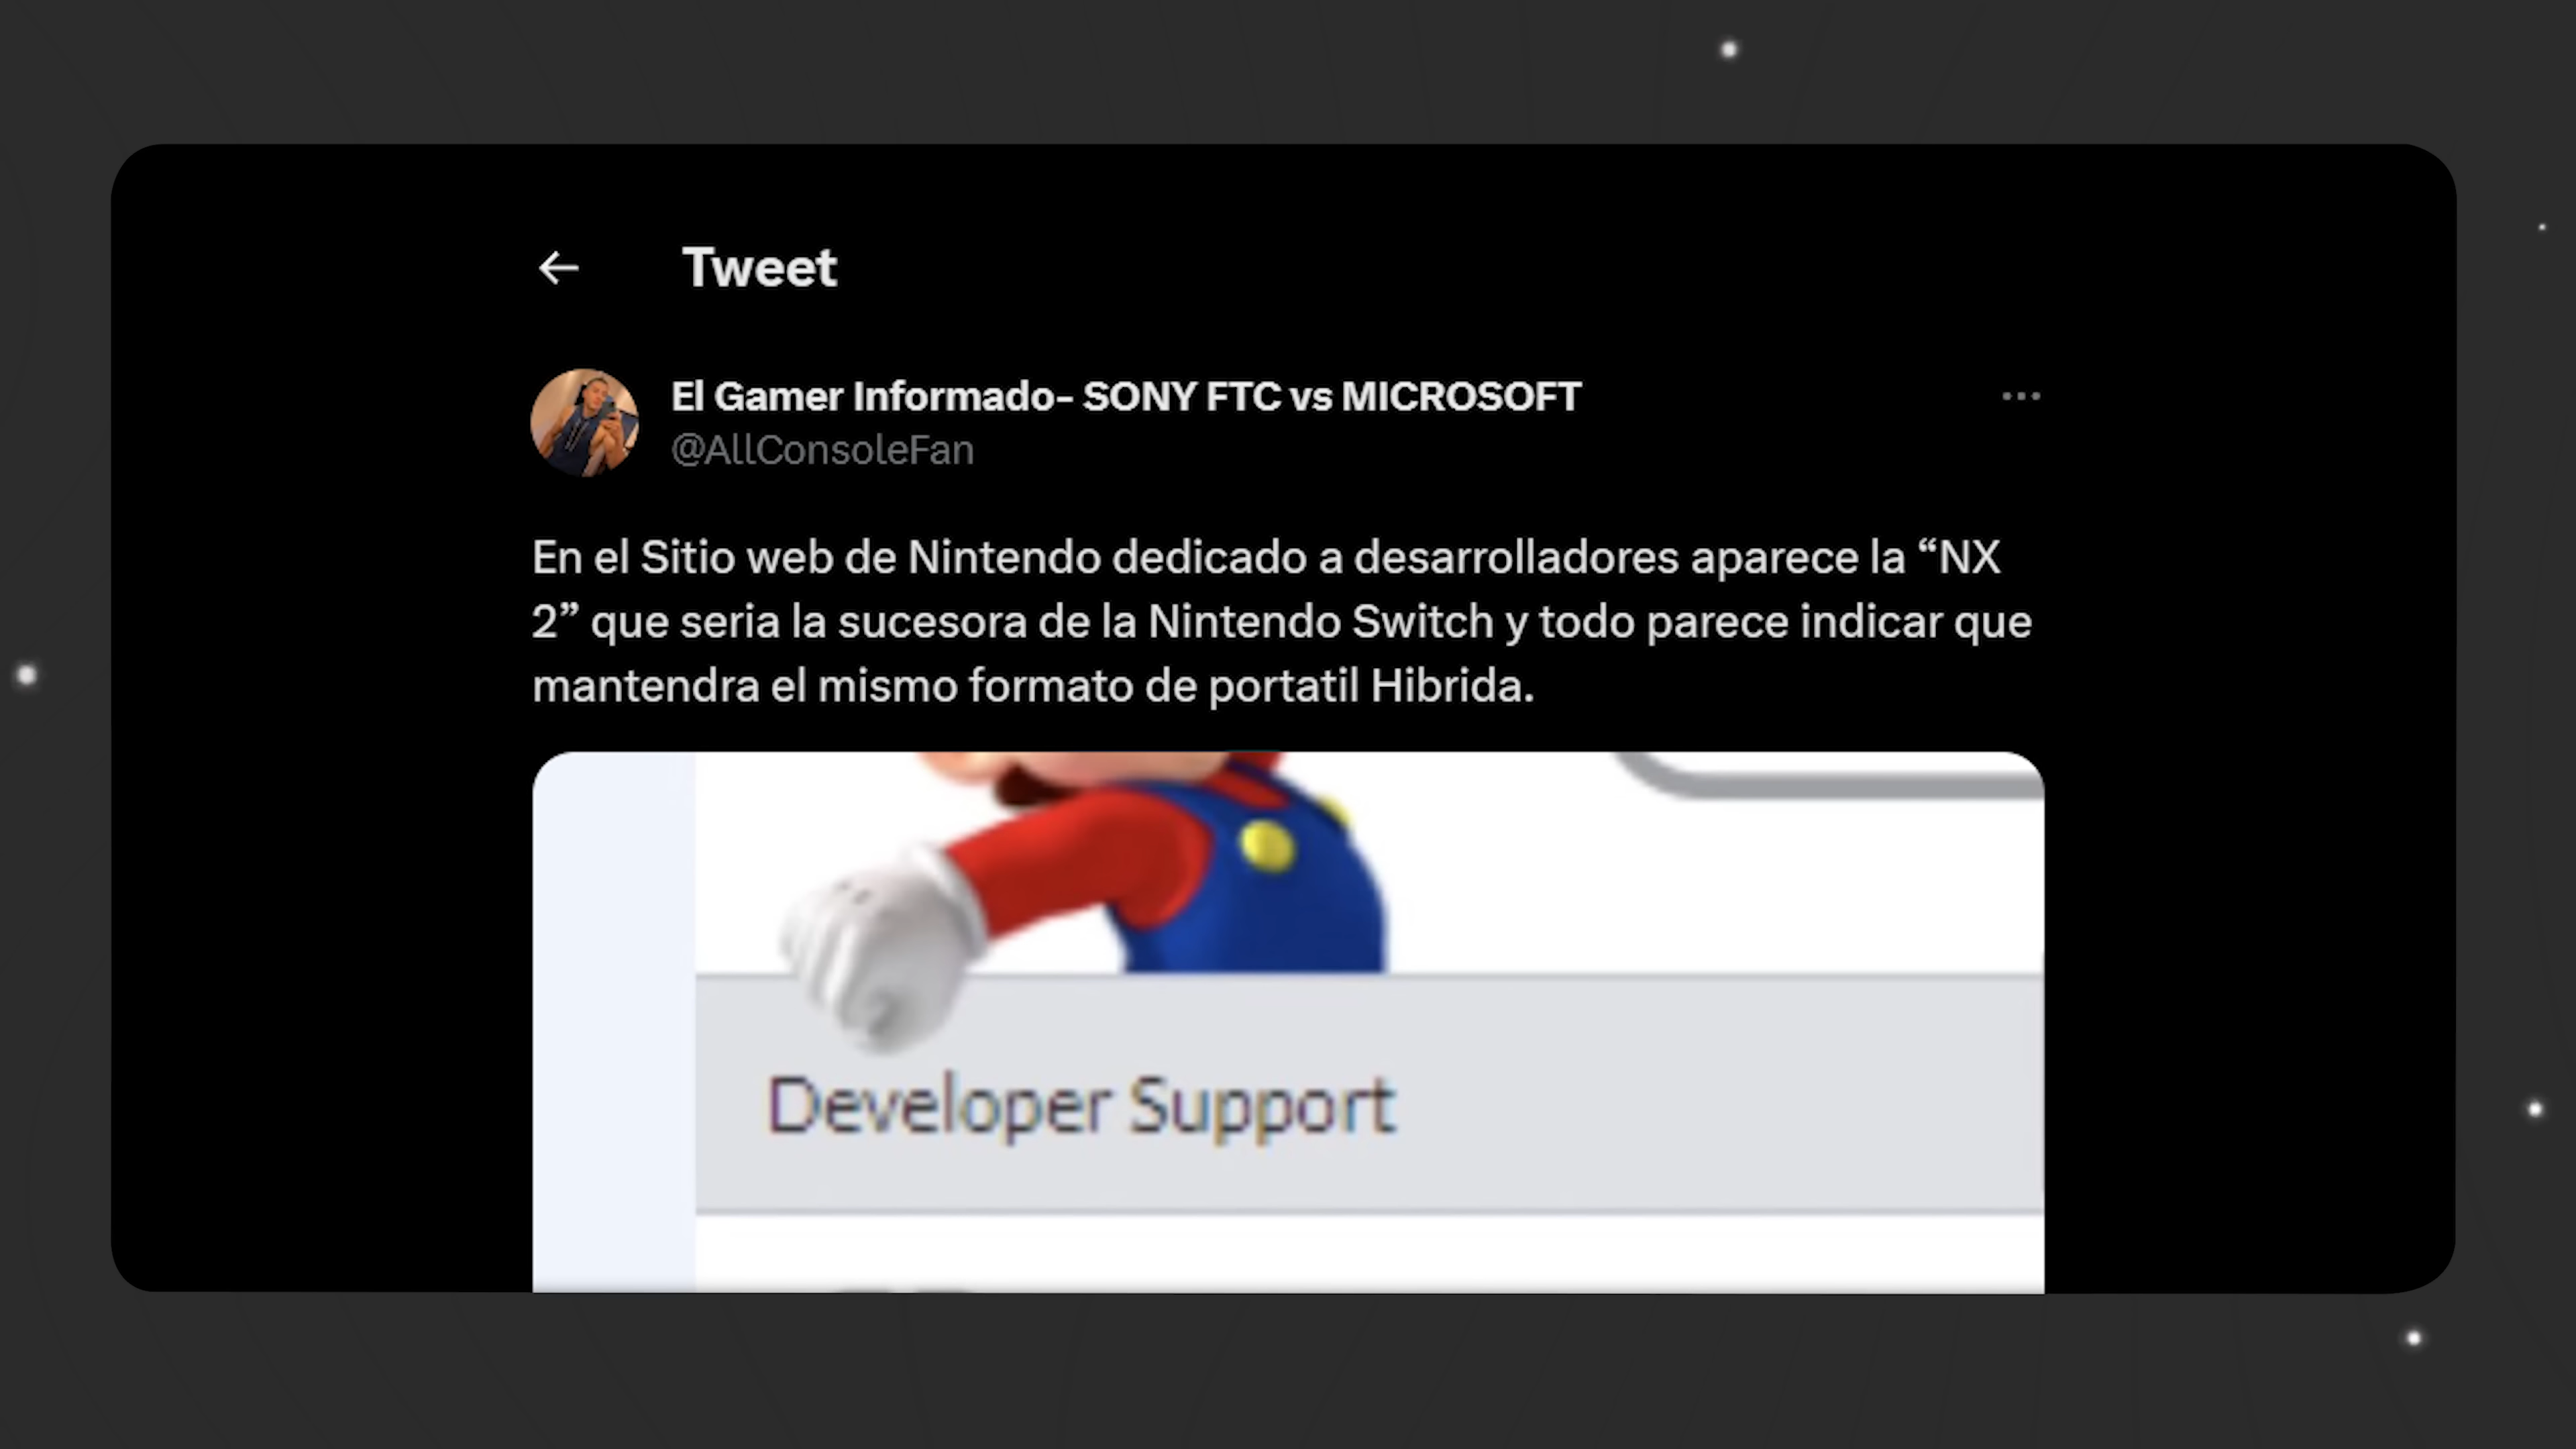 Tweet
El Gamer Informado- SONY FTC vs MICROSOFT
@AllConsoleFan
En el Sitio web de Nintendo dedicado a desarrolladores aparece la “NX
2” que seria la sucesora de la Nintendo Switch y todo parece indicar que
mantendra el mismo formato de portatil Hibrida.
Developer Support